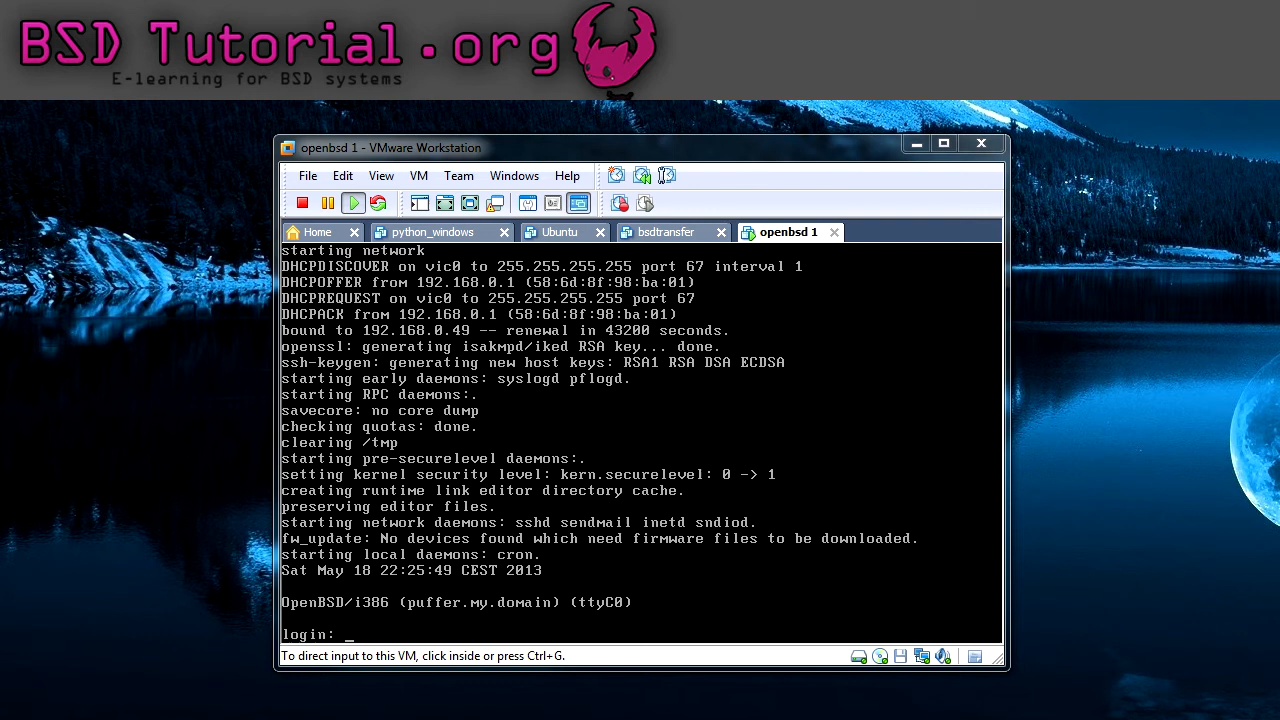 BSD Tutorial.org
E-learning for BSD systems
openbsd 1 - VMware Workstation
File Edit View VM Team Windows Help
Home python_windows Ubuntu bsdtransfer openbsd 1
starting network
DHCPDISCOVER on vic0 to 255.255.255.255 port 67 interval 1
DHCPOFFER from 192.168.0.1 (58:6d:8f:98:ba:01)
DHCPREQUEST on vic0 to 255.255.255.255 port 67
DHCPACK from 192.168.0.1 (58:6d:8f:98:ba:01)
bound to 192.168.0.49 -- renewal in 43200 seconds.
openssl: generating isakmpd/iked RSA key... done.
ssh-keygen: generating new host keys: RSA1 RSA DSA ECDSA
starting early daemons: syslogd pflogd.
starting RPC daemons:.
savecore: no core dump
checking quotas: done.
clearing /tmp
starting pre-securelevel daemons:.
setting kernel security level: kern.securelevel: 0 -> 1
creating runtime link editor directory cache.
preserving editor files.
starting network daemons: sshd sendmail inetd sndiod.
fw_update: No devices found which need firmware files to be downloaded.
starting local daemons: cron.
Sat May 18 22:25:49 CEST 2013
OpenBSD/i386 (puffer.my.domain) (ttyC0)
login: _
To direct input to this VM, click inside or press Ctrl+G.